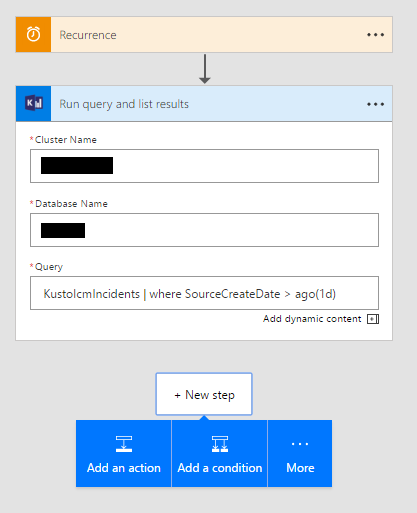 Recurrence
Run query and list results
*Cluster Name
*Database Name
*Query
KustoIcmIncidents | where SourceCreateDate > ago(1d)
Add dynamic content
+ New step
Add an action
Add a condition
More